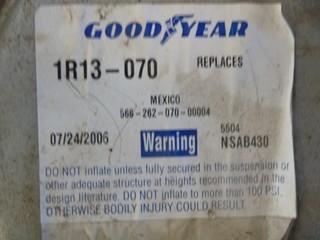 GOODYEAR
1R13-070 REPLACES
MEXICO
566-262-070-00004
07/24/2006 Warning 5504 NSAB430
DO NOT inflate unless fully secured in the suspension or
other adequate structure at heights recommended in the
design literature. DO NOT inflate to more than 100 PSI.
OTHERWISE BODILY INJURY COULD RESULT.